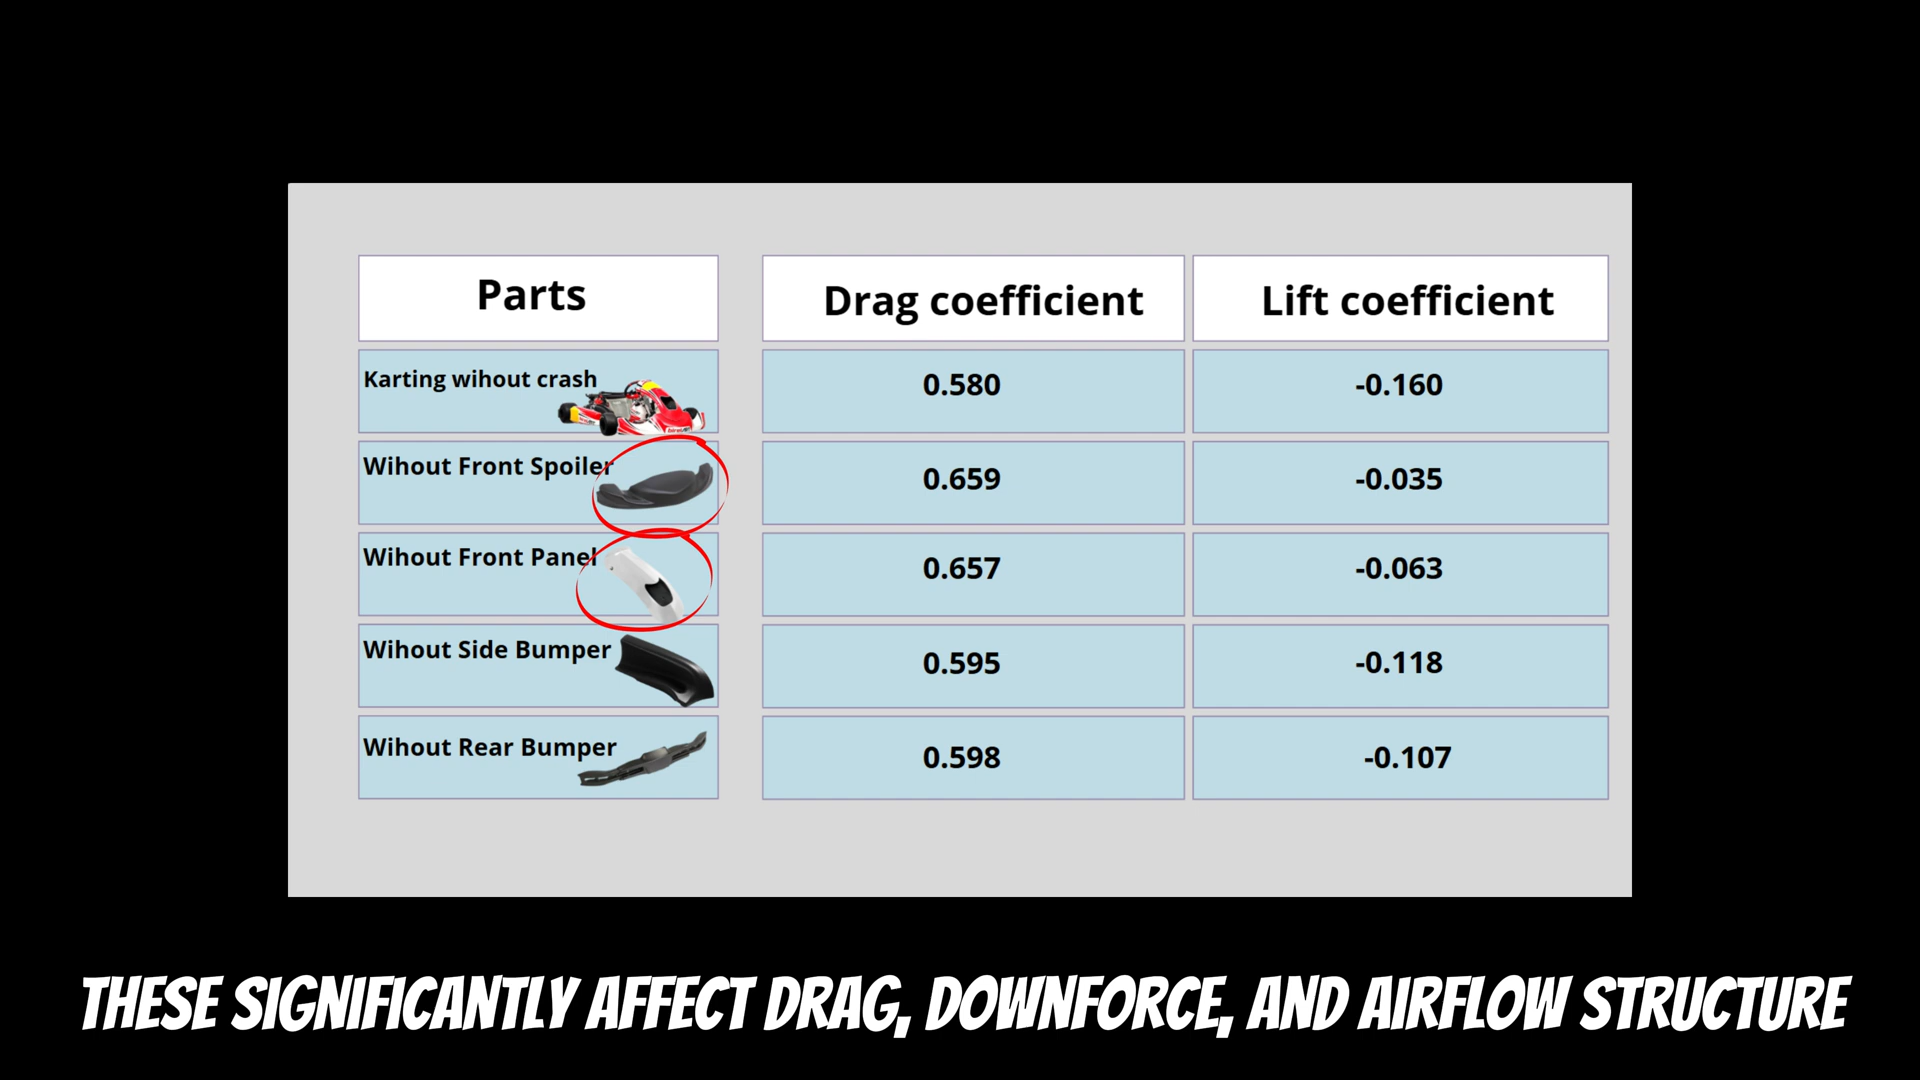 Parts Drag coefficient Lift coefficient
Karting wihout crash 0.580 -0.160
Wihout Front Spoiler 0.659 -0.035
Wihout Front Panel 0.657 -0.063
Wihout Side Bumper 0.595 -0.118
Wihout Rear Bumper 0.598 -0.107
THESE SIGNIFICANTLY AFFECT DRAG, DOWNFORCE, AND AIRFLOW STRUCTURE